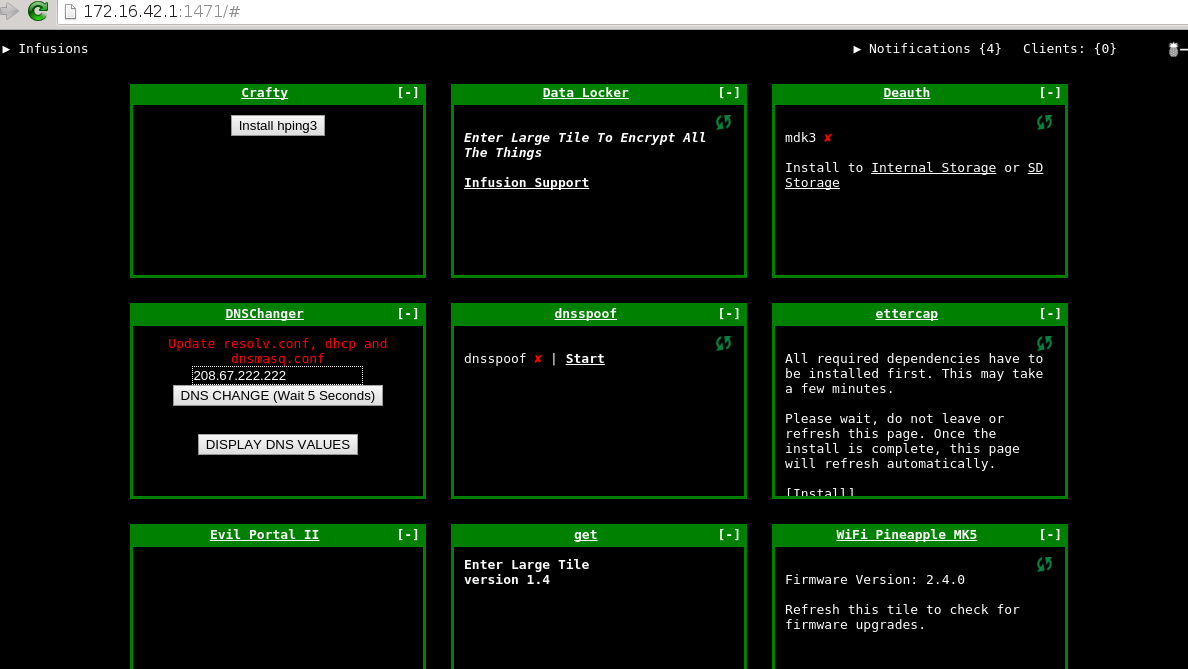 172.16.42.1:1471/#
▶ Infusions
▶ Notifications {4} Clients: {0}
Crafty [-]
Install hping3
Data Locker [-]
Enter Large Tile To Encrypt All
The Things
Infusion Support
Deauth [-]
mdk3 ✘
Install to Internal Storage or SD
Storage
DNSChanger [-]
Update resolv.conf, dhcp and
dnsmasq.conf
208.67.222.222
DNS CHANGE (Wait 5 Seconds)
DISPLAY DNS VALUES
dnsspoof [-]
dnsspoof ✘ | Start
ettercap [-]
All required dependencies have to
be installed first. This may take
a few minutes.
Please wait, do not leave or
refresh this page. Once the
install is complete, this page
will refresh automatically.
[Install]
Evil Portal II [-]
get [-]
Enter Large Tile
version 1.4
WiFi Pineapple MK5 [-]
Firmware Version: 2.4.0
Refresh this tile to check for
firmware upgrades.